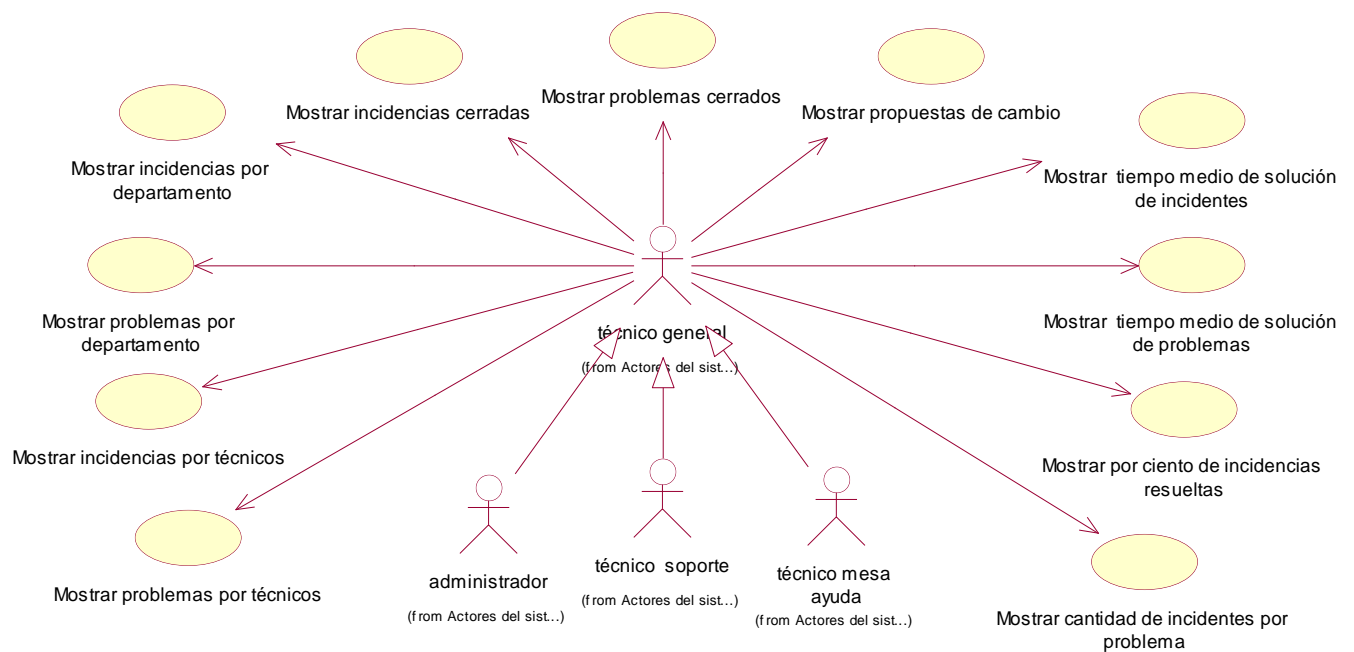 Mostrar problemas cerrados
Mostrar incidencias cerradas
Mostrar propuestas de cambio
Mostrar incidencias por
departamento
Mostrar tiempo medio de solución
de incidentes
Mostrar problemas por
departamento
técnico general
(from Actores del sist...)
Mostrar tiempo medio de solución
de problemas
Mostrar incidencias por técnicos
Mostrar por ciento de incidencias
resueltas
Mostrar problemas por técnicos
administrador
(from Actores del sist...)
técnico soporte
(from Actores del sist...)
técnico mesa
ayuda
(from Actores del sist...)
Mostrar cantidad de incidentes por
problema